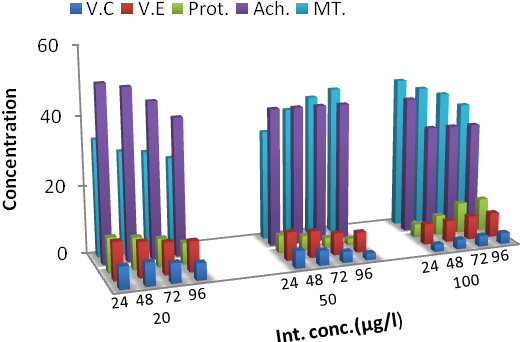 V.C V.E Prot. Ach. MT.
60
40
20
0
Concentration
24 48 72 96 24 48 72 96 24 48 72 96
20 50 100
Int. conc.(µg/l)